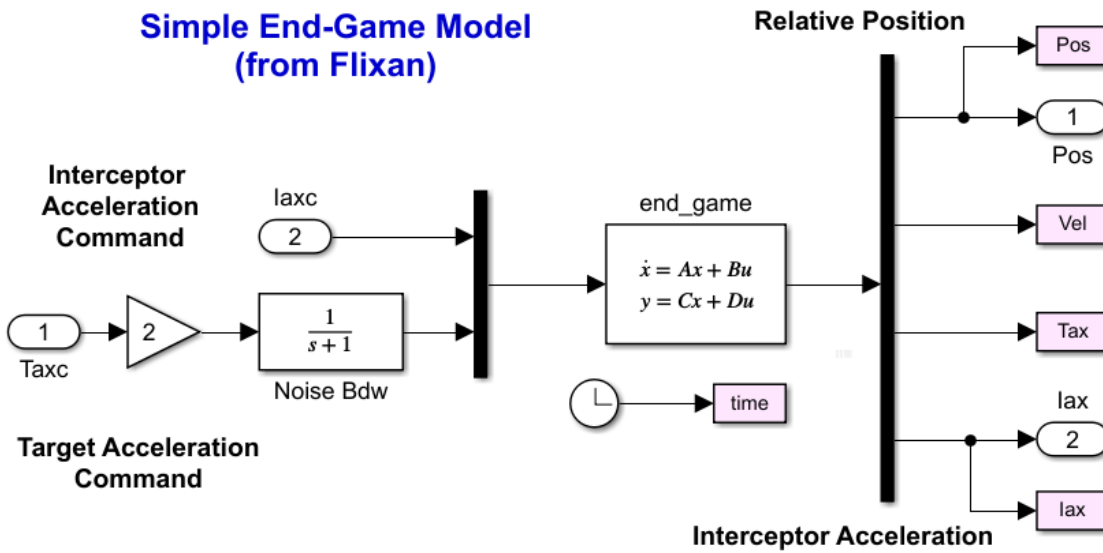 Simple End-Game Model
(from Flixan)
Relative Position
Pos
1
Pos
Interceptor
Acceleration
Command
Iaxc
2
end_game
ẋ = Ax + Bu
y = Cx + Du
Vel
1
Taxc
2
1
s + 1
Noise Bdw
Tax
time
Iax
2
Target Acceleration
Command
Iax
Interceptor Acceleration